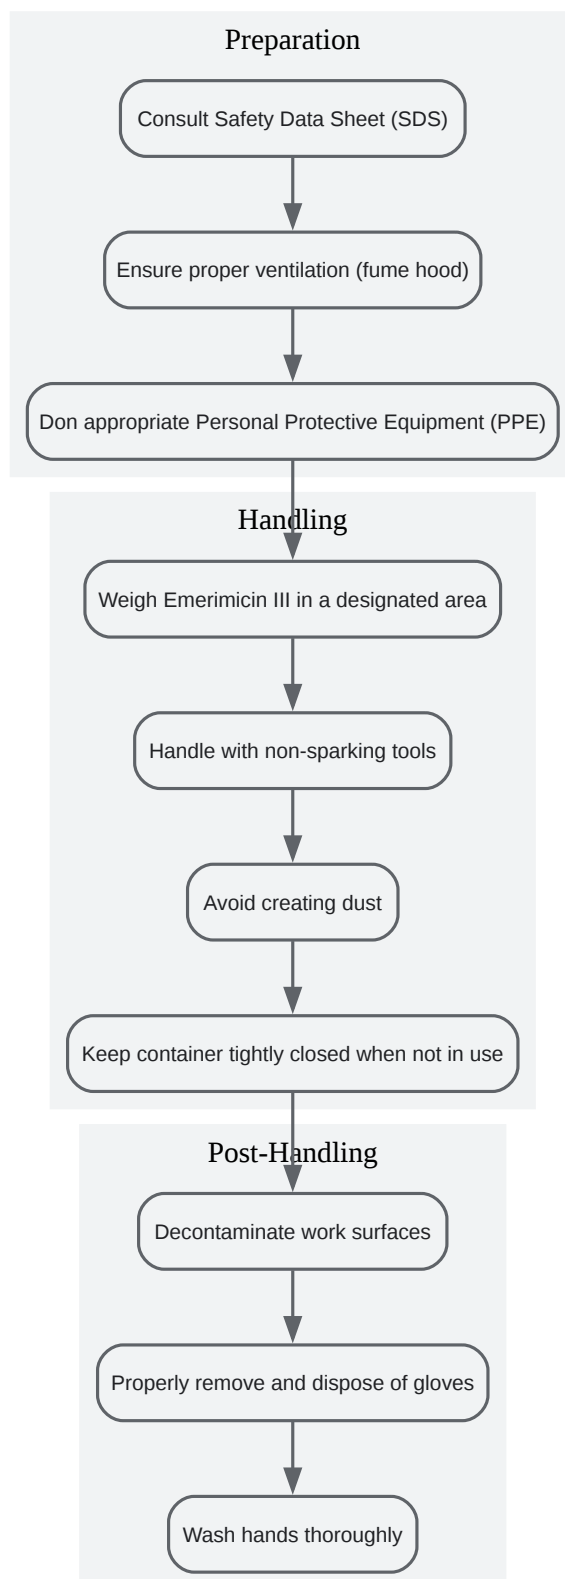 Preparation
Consult Safety Data Sheet (SDS)
Ensure proper ventilation (fume hood)
Don appropriate Personal Protective Equipment (PPE)
Handling
Weigh Emerimicin III in a designated area
Handle with non-sparking tools
Avoid creating dust
Keep container tightly closed when not in use
Post-Handling
Decontaminate work surfaces
Properly remove and dispose of gloves
Wash hands thoroughly